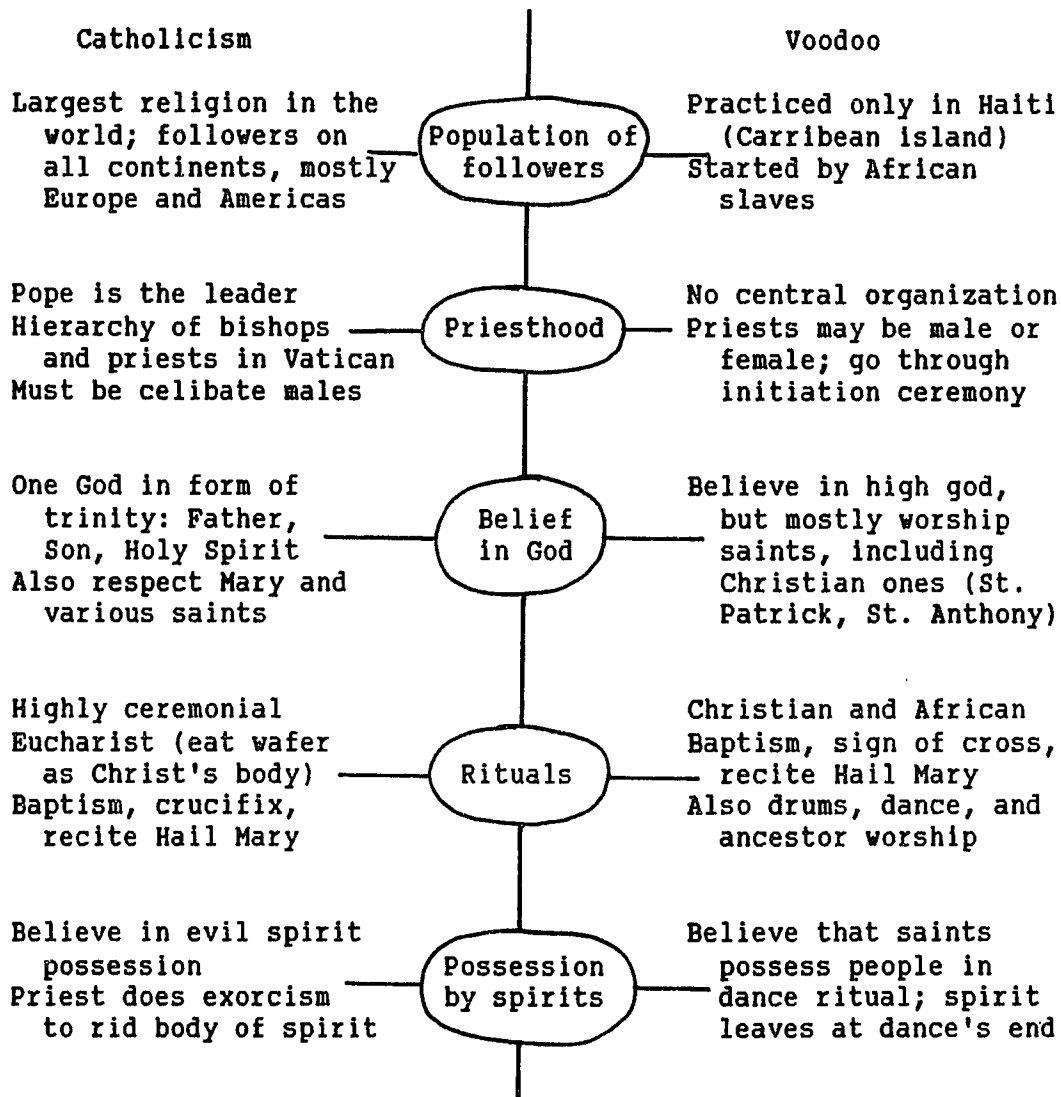 Catholicism
Voodoo
Largest religion in the
world; followers on
all continents, mostly
Europe and Americas
Population of
followers
Practiced only in Haiti
(Carribean island)
Started by African
slaves
Pope is the leader
Hierarchy of bishops
and priests in Vatican
Must be celibate males
Priesthood
No central organization
Priests may be male or
female; go through
initiation ceremony
One God in form of
trinity: Father,
Son, Holy Spirit
Also respect Mary and
various saints
Belief
in God
Believe in high god,
but mostly worship
saints, including
Christian ones (St.
Patrick, St. Anthony)
Highly ceremonial
Eucharist (eat wafer
as Christ's body)
Baptism, crucifix,
recite Hail Mary
Rituals
Christian and African
Baptism, sign of cross,
recite Hail Mary
Also drums, dance, and
ancestor worship
Believe in evil spirit
possession
Priest does exorcism
to rid body of spirit
Possession
by spirits
Believe that saints
possess people in
dance ritual; spirit
leaves at dance's end